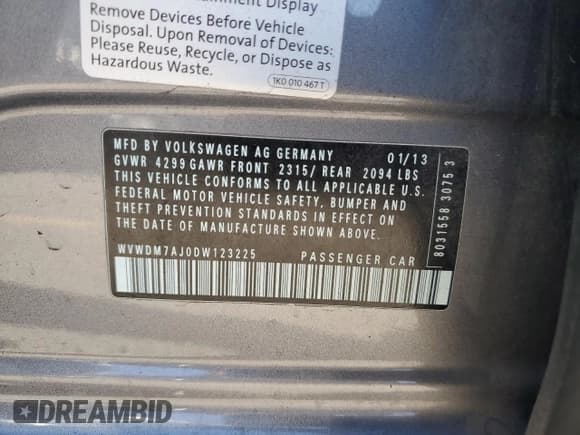 Display
Remove Devices Before Vehicle
Disposal. Upon Removal of Devices:
Please Reuse, Recycle, or Dispose as
Hazardous Waste.
1K0 010 467 T
MFD BY VOLKSWAGEN AG GERMANY 01/13
GVWR 4299 GAWR FRONT 2315/ REAR 2094 LBS
THIS VEHICLE CONFORMS TO ALL APPLICABLE U.S.
FEDERAL MOTOR VEHICLE SAFETY, BUMPER AND
THEFT PREVENTION STANDARDS IN EFFECT ON
THE DATE OF MANUFACTURE SHOWN ABOVE.
WVWDM7AJ0DW123225 PASSENGER CAR
8031558 3075 3
DREAMBID